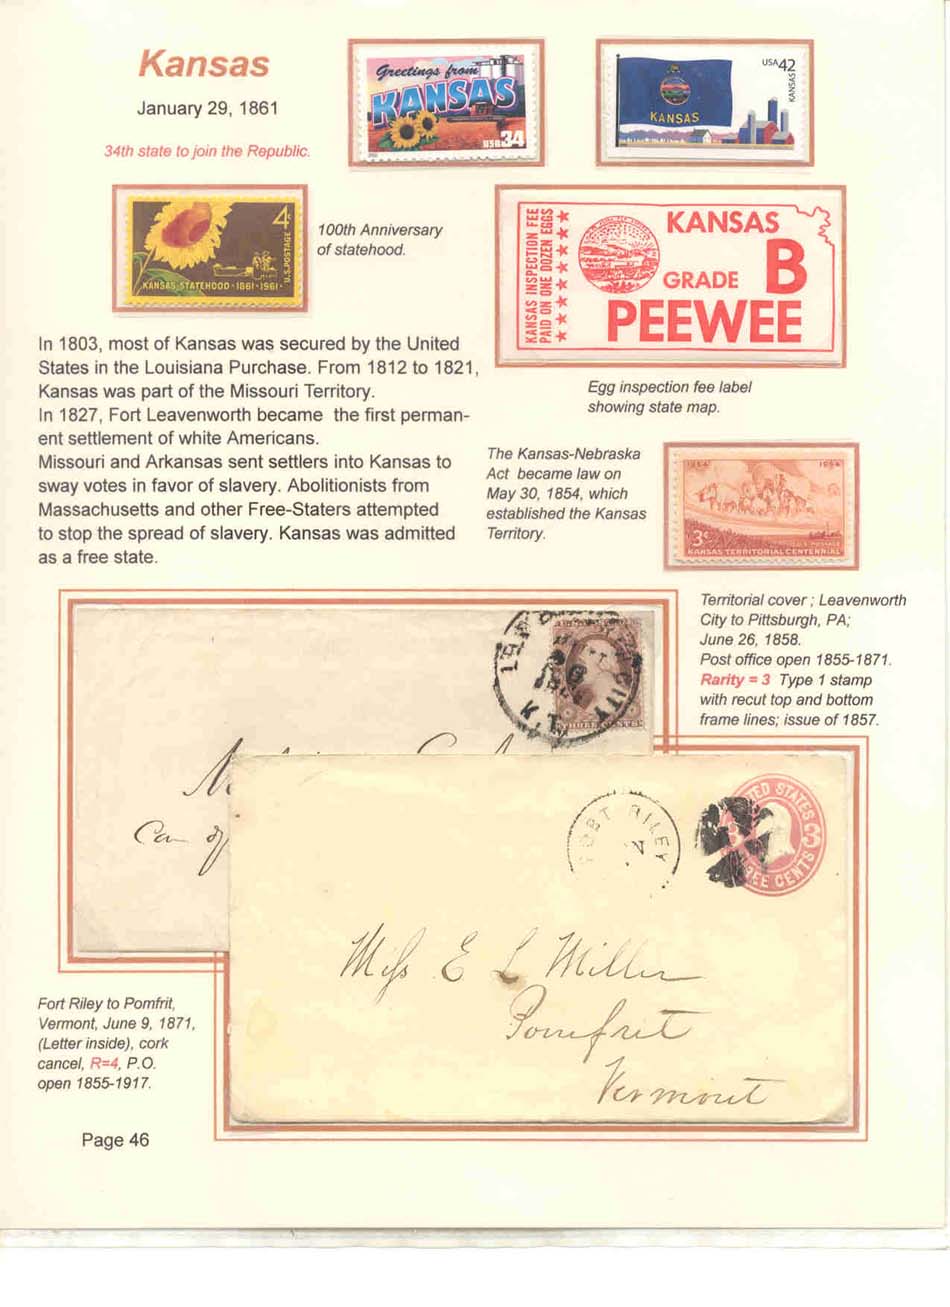 Kansas
January 29, 1861
34th state to join the Republic.
Greetings from
KANSAS
USA 34
USA 42
KANSAS
KANSAS
4c
U.S. POSTAGE
KANSAS STATEHOOD · 1861-1961 ·
100th Anniversary
of statehood.
KANSAS INSPECTION FEE
PAID ON ONE DOZEN EGGS
KANSAS
GRADE B
PEEWEE
Egg inspection fee label
showing state map.
In 1803, most of Kansas was secured by the United
States in the Louisiana Purchase. From 1812 to 1821,
Kansas was part of the Missouri Territory.
In 1827, Fort Leavenworth became the first perman-
ent settlement of white Americans.
Missouri and Arkansas sent settlers into Kansas to
sway votes in favor of slavery. Abolitionists from
Massachusetts and other Free-Staters attempted
to stop the spread of slavery. Kansas was admitted
as a free state.
The Kansas-Nebraska
Act became law on
May 30, 1854, which
established the Kansas
Territory.
1854
1954
3c
U.S. POSTAGE
KANSAS TERRITORIAL CENTENNIAL
Territorial cover ; Leavenworth
City to Pittsburgh, PA;
June 26, 1858.
Post office open 1855-1871.
Rarity = 3 Type 1 stamp
with recut top and bottom
frame lines; issue of 1857.
CITY
K.T.
THREE CENTS
FORT RILEY
UNITED STATES
3
THREE CENTS
Miss E L Miller
Pomfret
Vermont
Fort Riley to Pomfrit,
Vermont, June 9, 1871,
(Letter inside), cork
cancel, R=4, P.O.
open 1855-1917.
Page 46